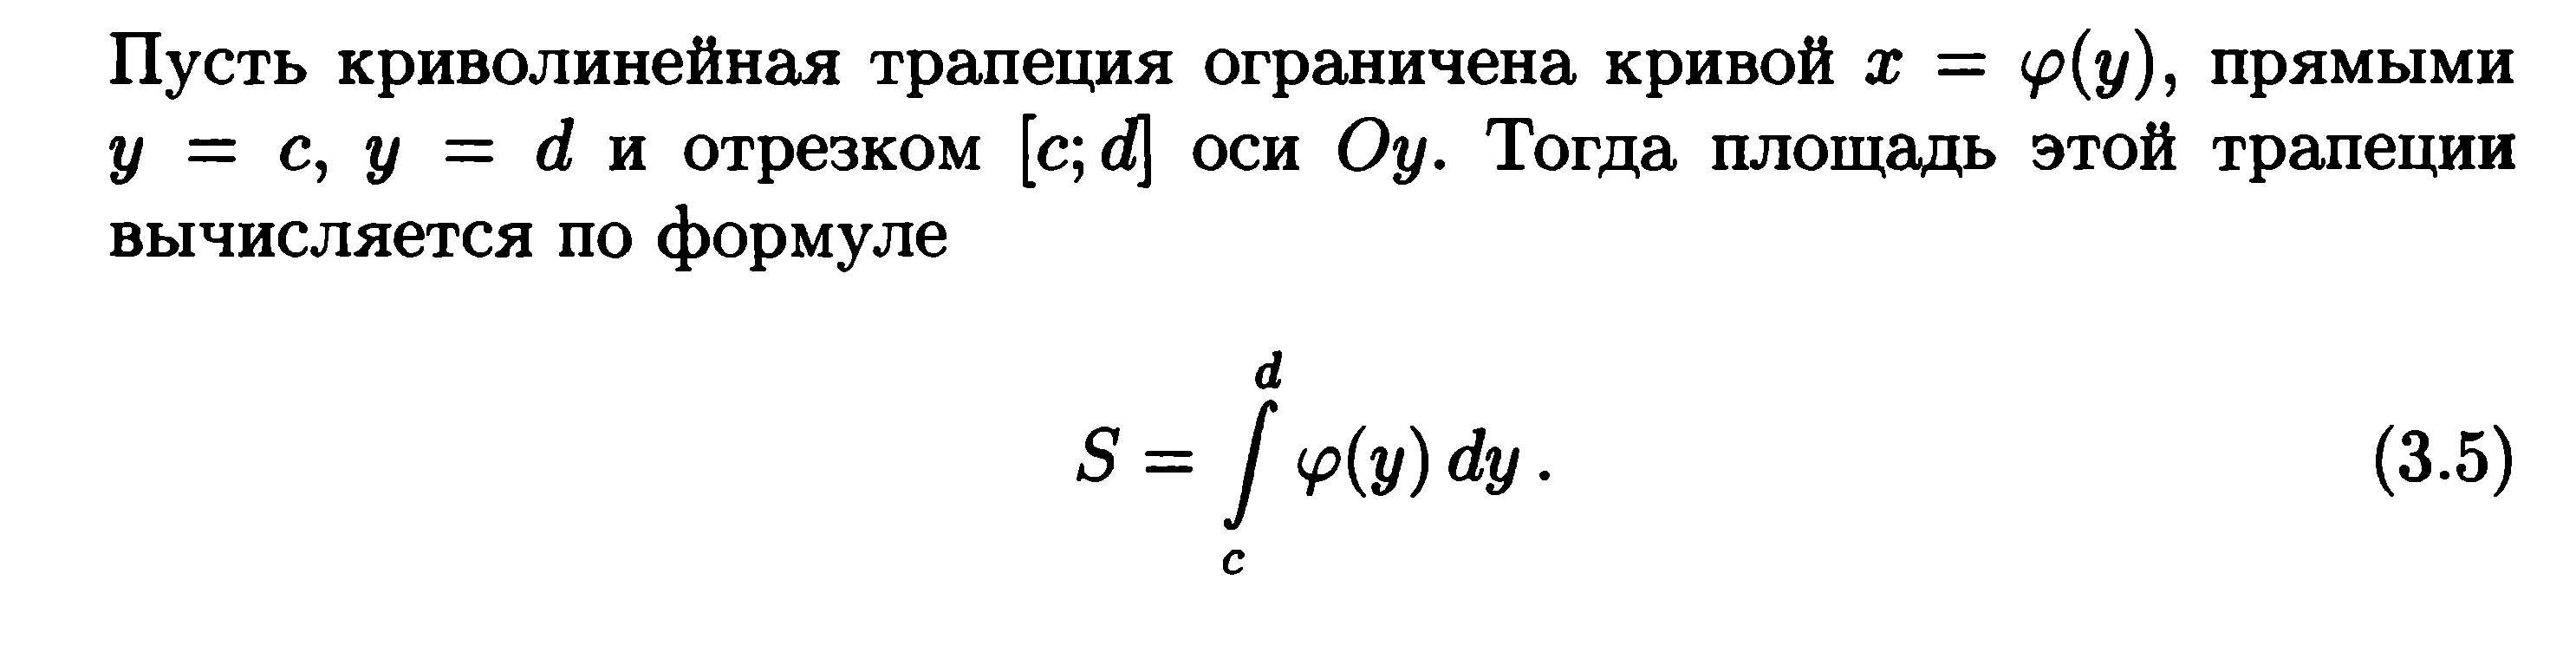 Пусть криволинейная трапеция ограничена кривой x = φ(y), прямыми
y = c, y = d и отрезком [c; d] оси Oy. Тогда площадь этой трапеции
вычисляется по формуле
S = ∫_c^d φ(y) dy . (3.5)